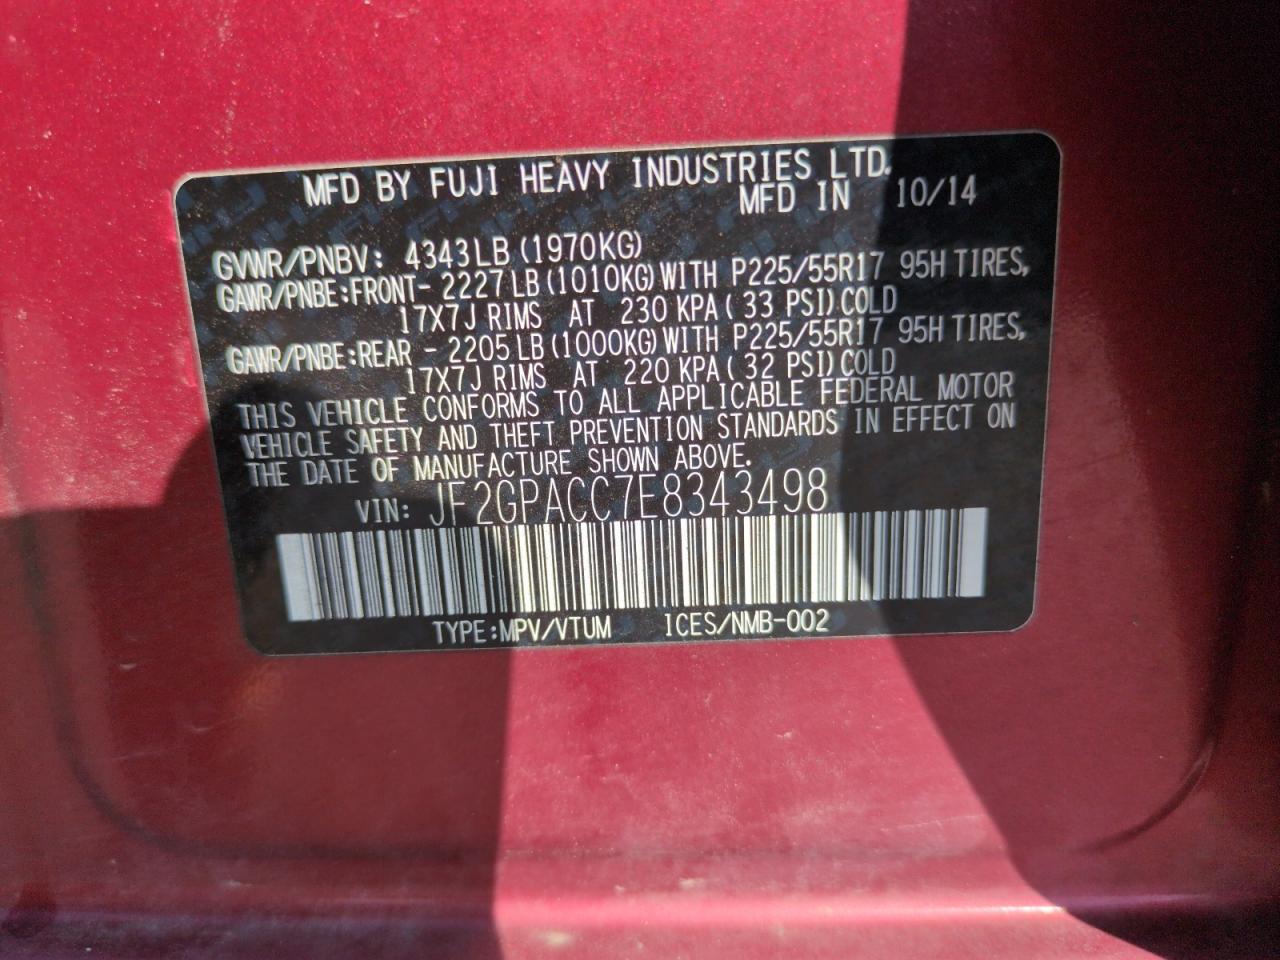 MFD BY FUJI HEAVY INDUSTRIES LTD.
MFD IN 10/14
GVWR/PNBV: 4343LB (1970KG)
GAWR/PNBE:FRONT- 2227LB (1010KG) WITH P225/55R17 95H TIRES,
17X7J RIMS AT 230 KPA ( 33 PSI) COLD
GAWR/PNBE:REAR - 2205LB (1000KG) WITH P225/55R17 95H TIRES,
17X7J RIMS AT 220 KPA ( 32 PSI) COLD
THIS VEHICLE CONFORMS TO ALL APPLICABLE FEDERAL MOTOR
VEHICLE SAFETY AND THEFT PREVENTION STANDARDS IN EFFECT ON
THE DATE OF MANUFACTURE SHOWN ABOVE.
VIN: JF2GPACC7E8343498
TYPE:MPV/VTUM ICES/NMB-002